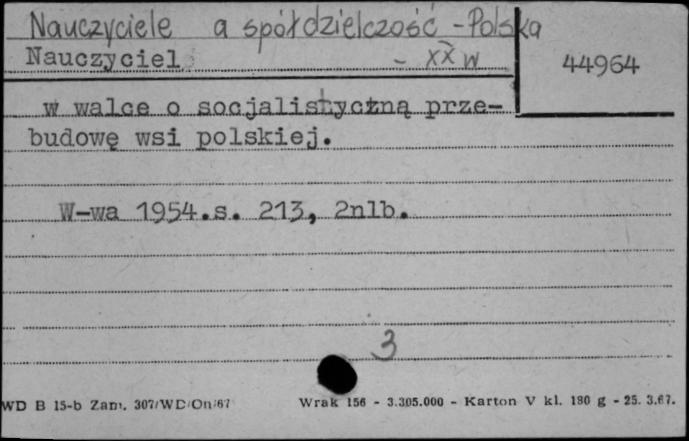 Nauczyciele a spółdzielczość - Polska
Nauczyciel - XX w
44964
w walce o socjalistyczną prze-
budowę wsi polskiej.
W-wa 1954.s. 213, 2nlb.
3
WD B 15-b Zam. 307/WD/On/67 Wrak 156 - 3.305.000 - Karton V kl. 180 g - 25. 3.67.